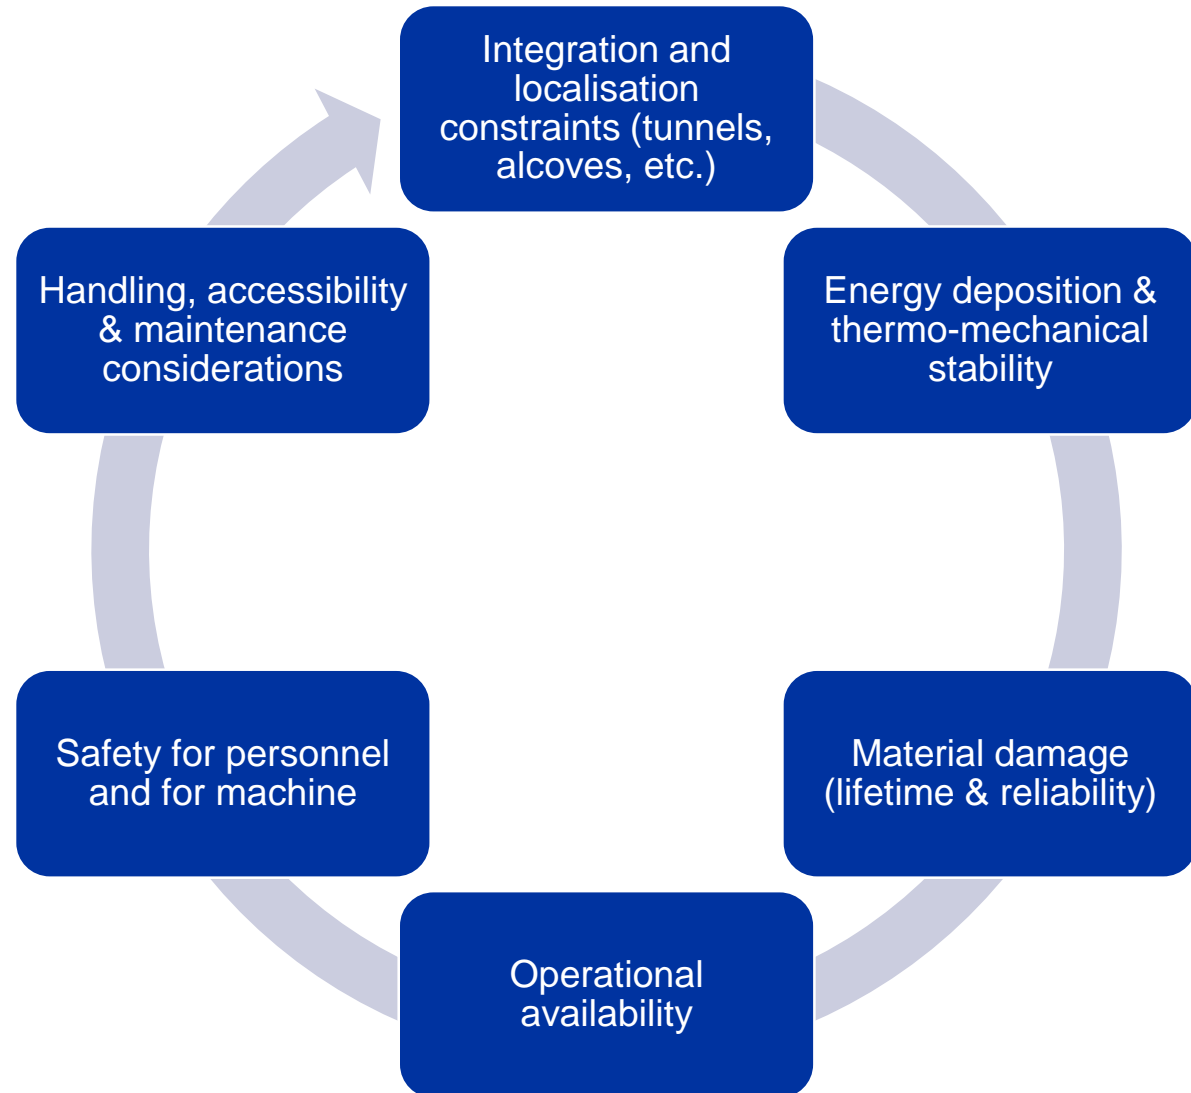 Integration and
localisation
constraints (tunnels,
alcoves, etc.)
Energy deposition &
thermo-mechanical
stability
Material damage
(lifetime & reliability)
Operational
availability
Safety for personnel
and for machine
Handling, accessibility
& maintenance
considerations